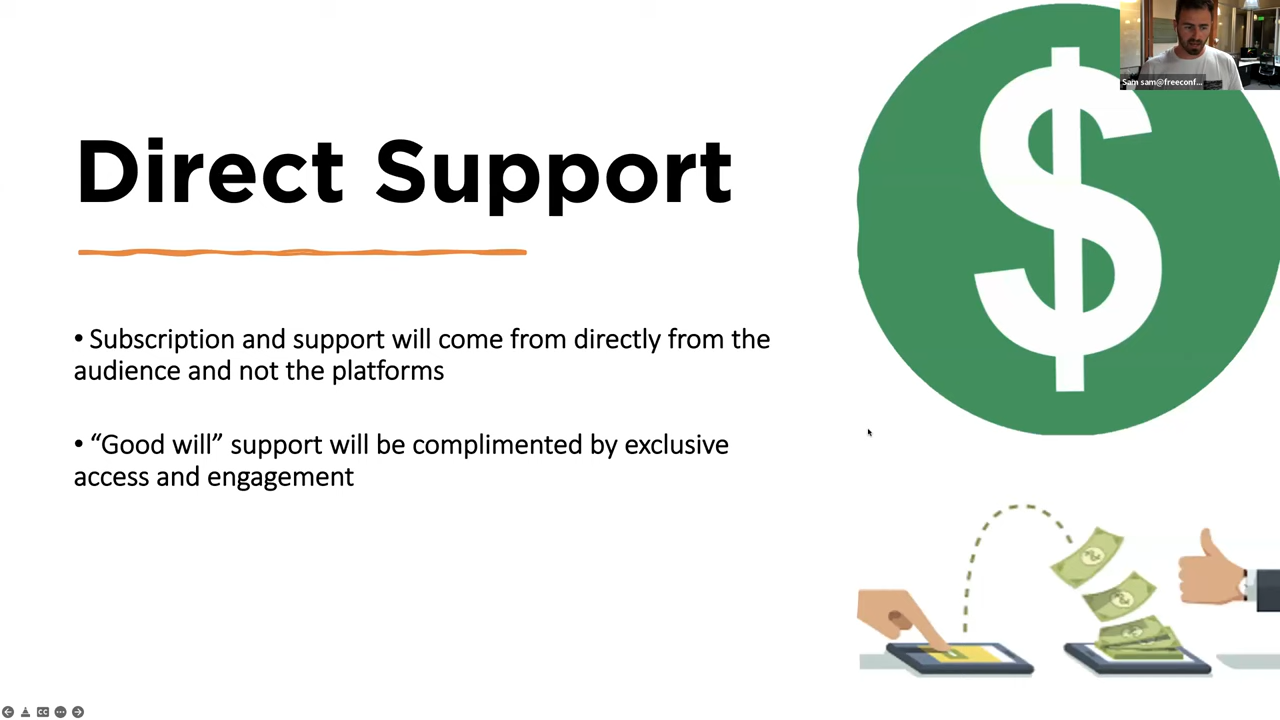 Sam sam@freeconf...
Direct Support
• Subscription and support will come from directly from the
audience and not the platforms
• “Good will” support will be complimented by exclusive
access and engagement
$
CC